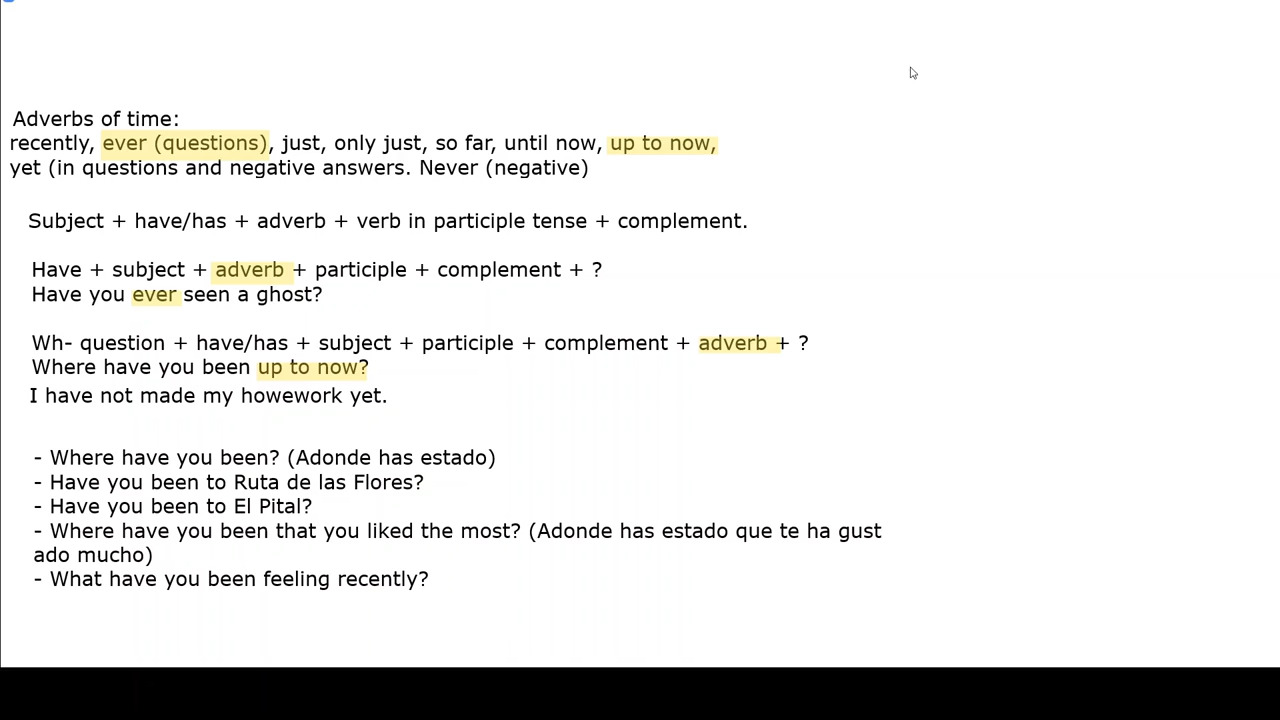 Adverbs of time:
recently, ever (questions), just, only just, so far, until now, up to now,
yet (in questions and negative answers. Never (negative)
Subject + have/has + adverb + verb in participle tense + complement.
Have + subject + adverb + participle + complement + ?
Have you ever seen a ghost?
Wh- question + have/has + subject + participle + complement + adverb + ?
Where have you been up to now?
I have not made my howework yet.
- Where have you been? (Adonde has estado)
- Have you been to Ruta de las Flores?
- Have you been to El Pital?
- Where have you been that you liked the most? (Adonde has estado que te ha gust
ado mucho)
- What have you been feeling recently?